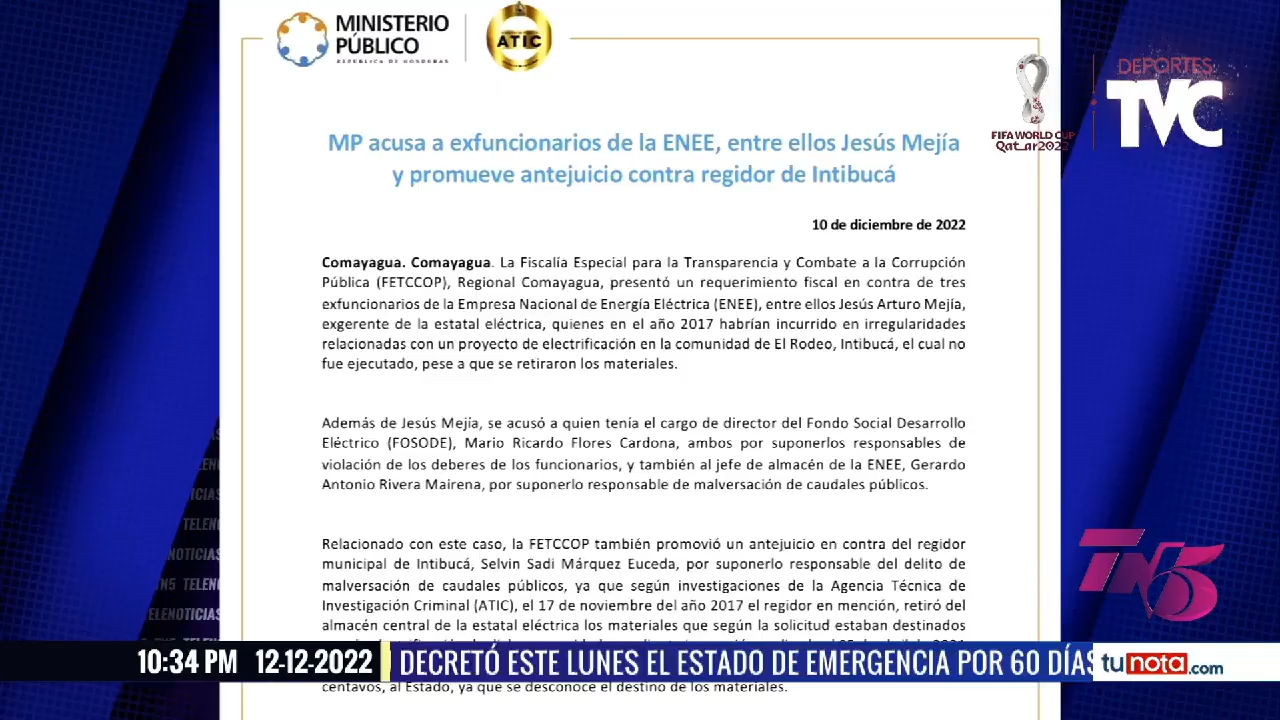 MINISTERIO
PÚBLICO
REPÚBLICA DE HONDURAS
ATIC
DEPORTES
TVC
FIFA WORLD CUP
Qatar2022
MP acusa a exfuncionarios de la ENEE, entre ellos Jesús Mejía
y promueve antejuicio contra regidor de Intibucá
10 de diciembre de 2022
Comayagua. Comayagua. La Fiscalía Especial para la Transparencia y Combate a la Corrupción
Pública (FETCCOP), Regional Comayagua, presentó un requerimiento fiscal en contra de tres
exfuncionarios de la Empresa Nacional de Energía Eléctrica (ENEE), entre ellos Jesús Arturo Mejía,
exgerente de la estatal eléctrica, quienes en el año 2017 habrían incurrido en irregularidades
relacionadas con un proyecto de electrificación en la comunidad de El Rodeo, Intibucá, el cual no
fue ejecutado, pese a que se retiraron los materiales.
Además de Jesús Mejía, se acusó a quien tenía el cargo de director del Fondo Social Desarrollo
Eléctrico (FOSODE), Mario Ricardo Flores Cardona, ambos por suponerlos responsables de
violación de los deberes de los funcionarios, y también al jefe de almacén de la ENEE, Gerardo
Antonio Rivera Mairena, por suponerlo responsable de malversación de caudales públicos.
Relacionado con este caso, la FETCCOP también promovió un antejuicio en contra del regidor
municipal de Intibucá, Selvin Sadi Márquez Euceda, por suponerlo responsable del delito de
malversación de caudales públicos, ya que según investigaciones de la Agencia Técnica de
Investigación Criminal (ATIC), el 17 de noviembre del año 2017 el regidor en mención, retiró del
almacén central de la estatal eléctrica los materiales que según la solicitud estaban destinados
centavos, al Estado, ya que se desconoce el destino de los materiales.
TELENOTICIAS
TN5
10:34 PM 12-12-2022 DECRETÓ ESTE LUNES EL ESTADO DE EMERGENCIA POR 60 DÍAS
tunota.com